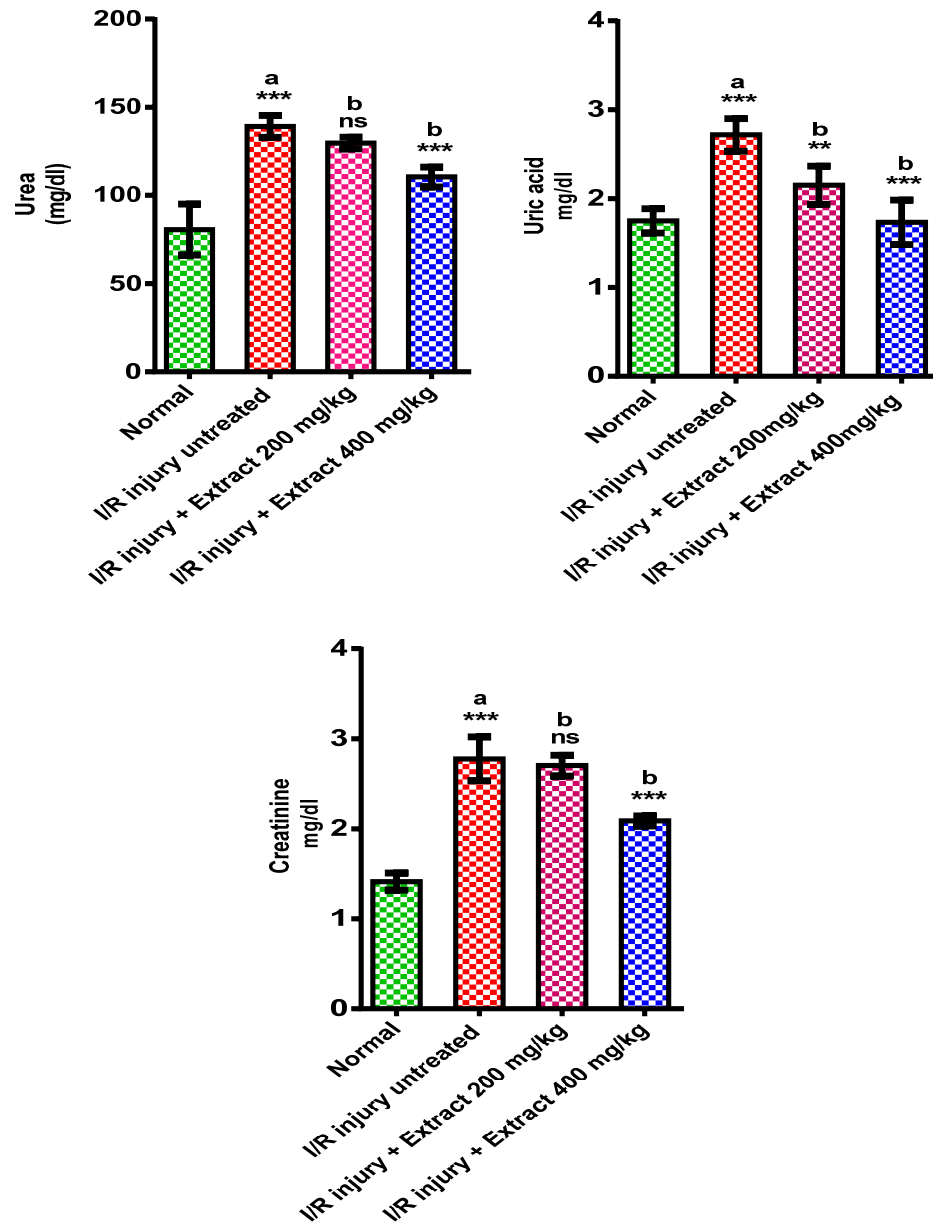 200
150
100
50
0
Urea
(mg/dl)
a
***
b
ns
b
***
Normal
I/R injury untreated
I/R injury + Extract 200 mg/kg
I/R injury + Extract 400 mg/kg
4
3
2
1
0
Uric acid
mg/dl
a
***
b
**
b
***
Normal
I/R injury untreated
I/R injury + Extract 200mg/kg
I/R injury + Extract 400mg/kg
4
3
2
1
0
Creatinine
mg/dl
a
***
b
ns
b
***
Normal
I/R injury untreated
I/R injury + Extract 200 mg/kg
I/R injury + Extract 400 mg/kg